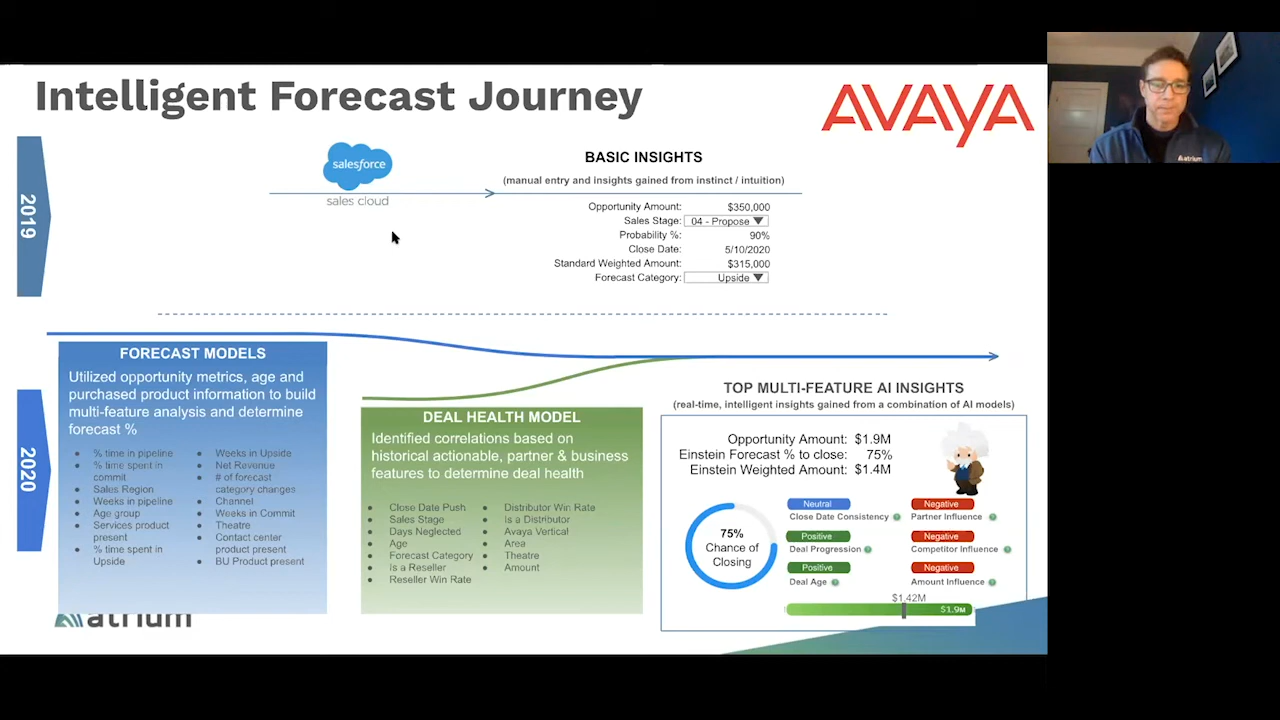 Intelligent Forecast Journey
AVAYA
2019
salesforce
sales cloud
BASIC INSIGHTS
(manual entry and insights gained from instinct / intuition)
Opportunity Amount: $350,000
Sales Stage: 04 - Propose
Probability %: 90%
Close Date: 5/10/2020
Standard Weighted Amount: $315,000
Forecast Category: Upside
2020
FORECAST MODELS
Utilized opportunity metrics, age and
purchased product information to build
multi-feature analysis and determine
forecast %
% time in pipeline
% time spent in
commit
Sales Region
Weeks in pipeline
Age group
Services product
present
% time spent in
Upside
Weeks in Upside
Net Revenue
# of forecast
category changes
Channel
Weeks in Commit
Theatre
Contact center
product present
BU Product present
DEAL HEALTH MODEL
Identified correlations based on
historical actionable, partner & business
features to determine deal health
Close Date Push
Sales Stage
Days Neglected
Age
Forecast Category
Is a Reseller
Reseller Win Rate
Distributor Win Rate
Is a Distributor
Avaya Vertical
Area
Theatre
Amount
TOP MULTI-FEATURE AI INSIGHTS
(real-time, intelligent insights gained from a combination of AI models)
Opportunity Amount: $1.9M
Einstein Forecast % to close: 75%
Einstein Weighted Amount: $1.4M
75%
Chance of
Closing
Neutral
Close Date Consistency
Positive
Deal Progression
Positive
Deal Age
Negative
Partner Influence
Negative
Competitor Influence
Negative
Amount Influence
$1.42M
$1.9M
atrium
atrium